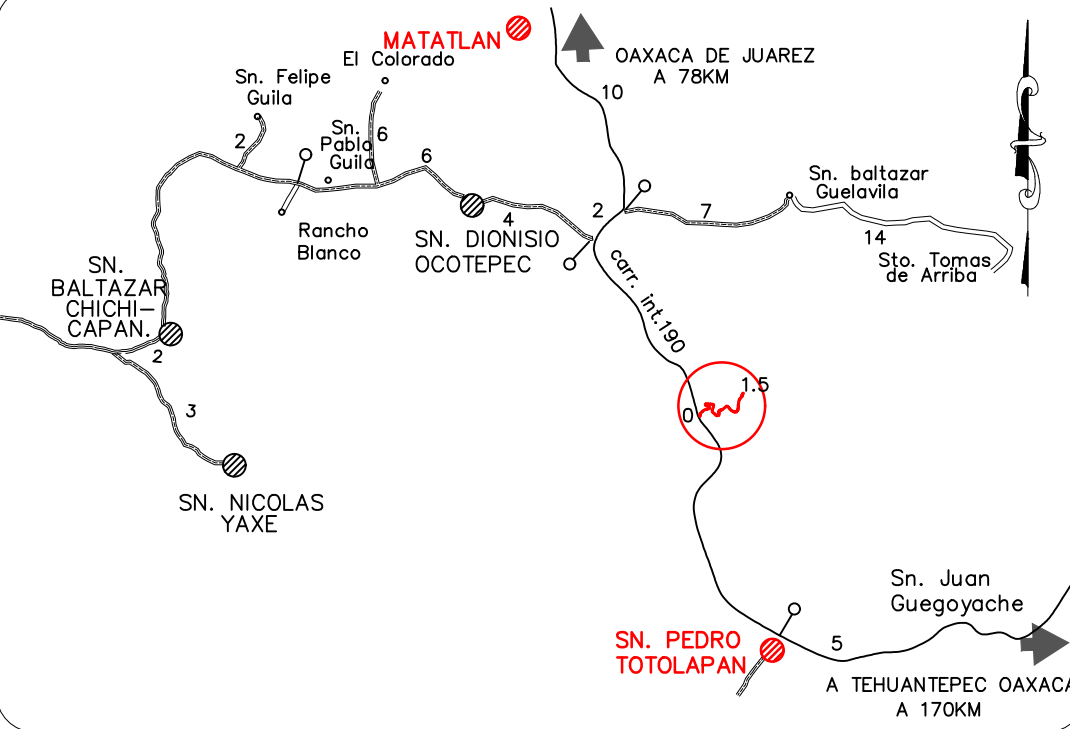 MATATLAN
El Colorado
OAXACA DE JUAREZ
A 78KM
10
Sn. Felipe
Guila
2
Sn.
Pablo
Guila
6
6
Sn. baltazar
Guelavila
Rancho
Blanco
4
2
7
14
SN. DIONISIO
OCOTEPEC
Sto. Tomas
de Arriba
carr. int.190
SN.
BALTAZAR
CHICHI-
CAPAN.
2
3
1.5
0
SN. NICOLAS
YAXE
Sn. Juan
Guegoyache
SN. PEDRO
TOTOLAPAN
5
A TEHUANTEPEC OAXACA
A 170KM